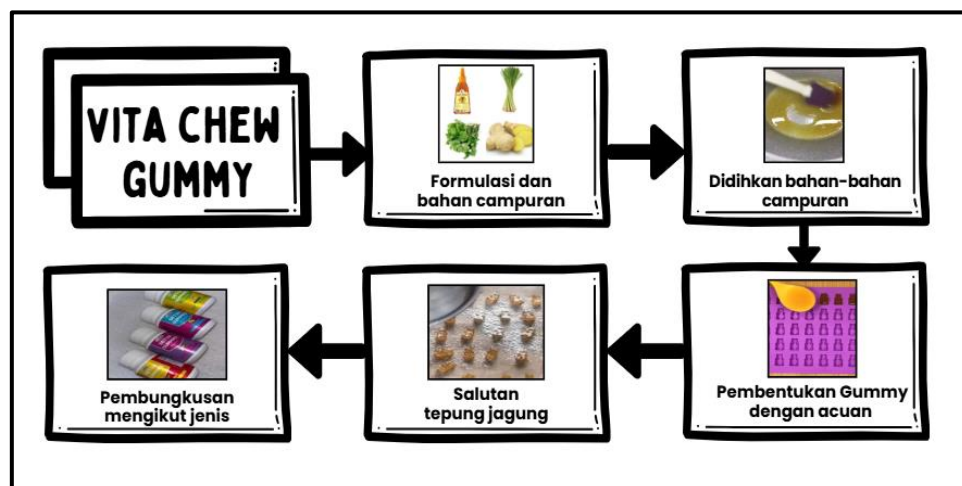 VITA CHEW
GUMMY
Formulasi dan
bahan campuran
Didihkan bahan-bahan
campuran
Pembentukan Gummy
dengan acuan
Salutan
tepung jagung
Pembungkusan
mengikut jenis